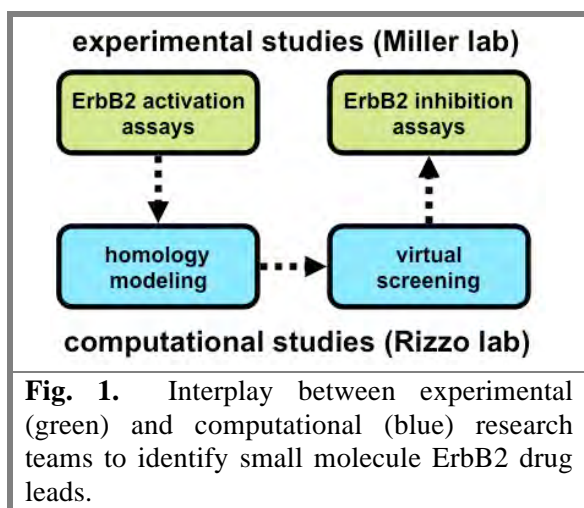 experimental studies (Miller lab)
ErbB2 activation
assays
ErbB2 inhibition
assays
homology
modeling
virtual
screening
computational studies (Rizzo lab)
Fig. 1. Interplay between experimental
(green) and computational (blue) research
teams to identify small molecule ErbB2 drug
leads.